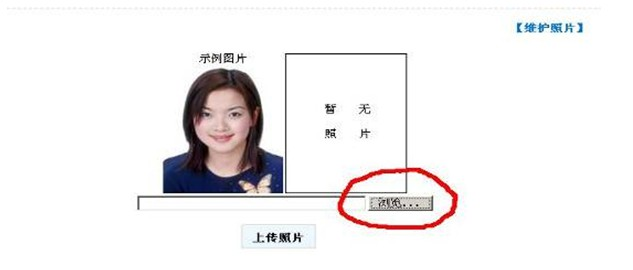 【维护照片】
示例图片
暂 无
照 片
浏览...
上传照片